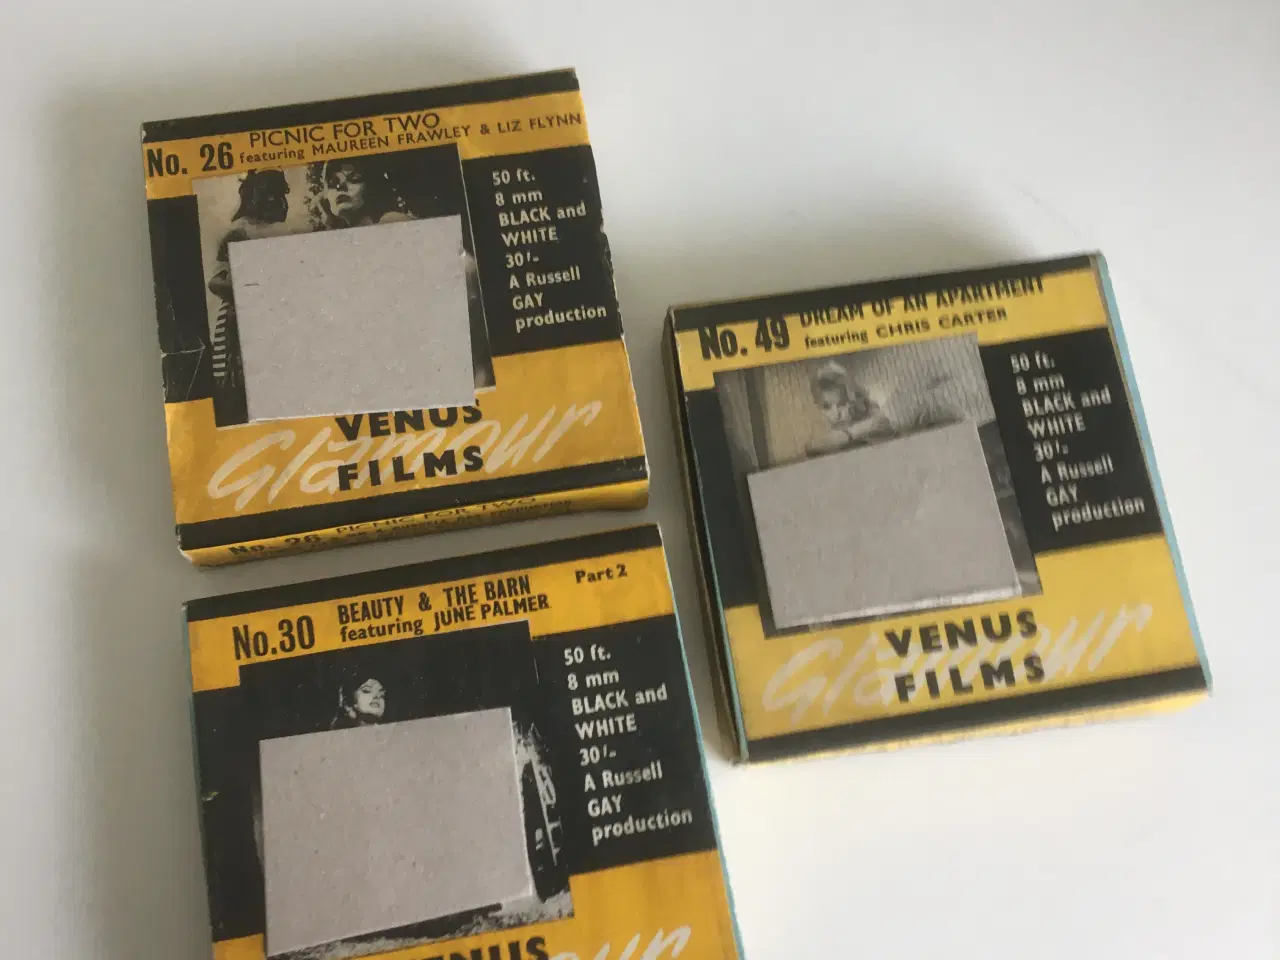 No. 26
PICNIC FOR TWO
featuring MAUREEN FRAWLEY & LIZ FLYNN
50 ft.
8 mm
BLACK and
WHITE
30/-
A Russell
GAY
production
Glamour
VENUS
FILMS
No. 26 PICNIC FOR TWO
No. 49
DREAM OF AN APARTMENT
featuring CHRIS CARTER
50 ft.
8 mm
BLACK and
WHITE
30/-
A Russell
GAY
production
Glamour
VENUS
FILMS
No. 30
BEAUTY & THE BARN
featuring JUNE PALMER
Part 2
50 ft.
8 mm
BLACK and
WHITE
30/-
A Russell
GAY
production
VENUS